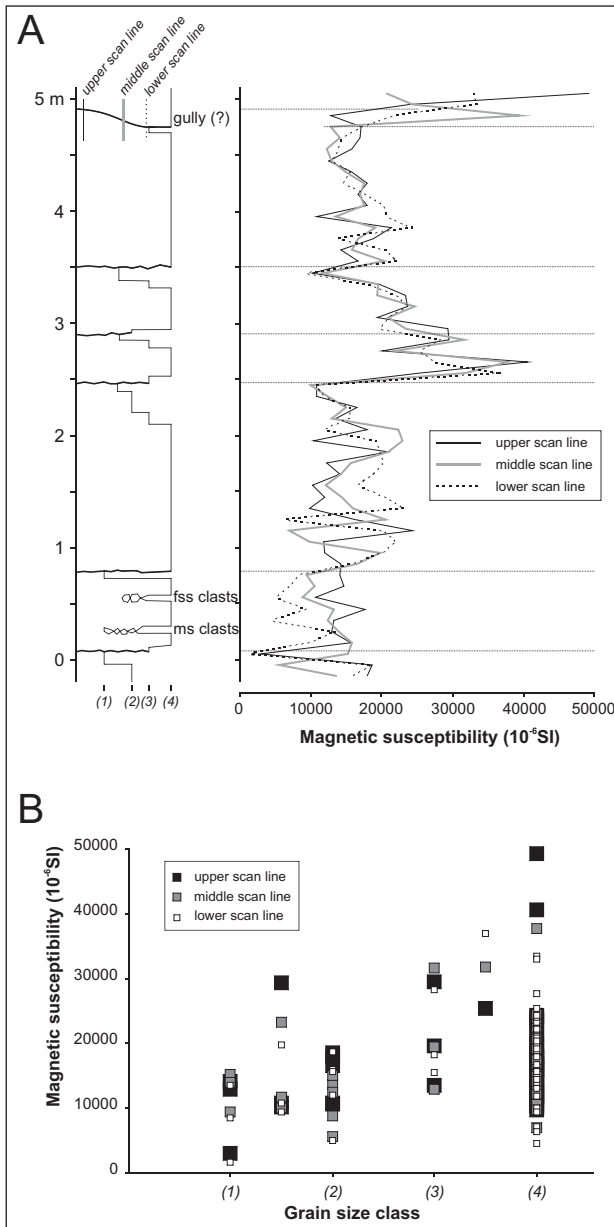 A
upper scan line
middle scan line
lower scan line
5 m
gully (?)
4
3
2
upper scan line
middle scan line
lower scan line
1
fss clasts
ms clasts
0
(1) (2) (3) (4)
0 10000 20000 30000 40000 50000
Magnetic susceptibility (10⁻⁶SI)
B
50000
upper scan line
middle scan line
lower scan line
40000
30000
20000
10000
0
Magnetic susceptibility (10⁻⁶SI)
(1) (2) (3) (4)
Grain size class